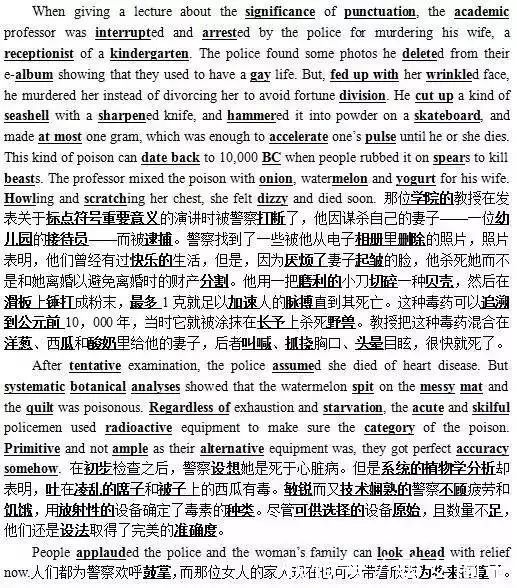 When giving a lecture about the significance of punctuation, the academic
professor was interrupted and arrested by the police for murdering his wife, a
receptionist of a kindergarten. The police found some photos he deleted from their
e-album showing that they used to have a gay life. But, fed up with her wrinkled face,
he murdered her instead of divorcing her to avoid fortune division. He cut up a kind of
seashell with a sharpened knife, and hammered it into powder on a skateboard, and
made at most one gram, which was enough to accelerate one's pulse until he or she dies.
This kind of poison can date back to 10,000 BC when people rubbed it on spears to kill
beasts. The professor mixed the poison with onion, watermelon and yogurt for his wife.
Howling and scratching her chest, she felt dizzy and died soon. 那位学院的教授在发
表关于标点符号重要意义的演讲时被警察打断了，他因谋杀自己的妻子——一位幼
儿园的接待员——而被逮捕。警察找到了一些被他从电子相册里删除的照片，照片
表明，他们曾经有过快乐的生活，但是，因为厌烦了妻子起皱的脸，他杀死她而不
是和她离婚以避免离婚时的财产分割。他用一把磨利的小刀切碎一种贝壳，然后在
滑板上锤打成粉末，最多 1 克就足以加速人的脉搏直到其死亡。这种毒药可以追溯
到公元前 10，000 年，当时它就被涂抹在长矛上杀死野兽。教授把这种毒药混合在
洋葱、西瓜和酸奶里给他的妻子，后者叫喊、抓挠胸口、头晕目眩，很快就死了。
After tentative examination, the police assumed she died of heart disease. But
systematic botanical analyses showed that the watermelon spit on the messy mat and
the quilt was poisonous. Regardless of exhaustion and starvation, the acute and skilful
policemen used radioactive equipment to make sure the category of the poison.
Primitive and not ample as their alternative equipment was, they got perfect accuracy
somehow. 在初步检查之后，警察设想她是死于心脏病。但是系统的植物学分析却
表明，吐在凌乱的席子和被子上的西瓜有毒。敏锐而又技术娴熟的警察不顾疲劳和
饥饿，用放射性的设备确定了毒素的种类。尽管可供选择的设备原始，且数量不足，
他们还是设法取得了完美的准确度。
People applauded the police and the woman's family can look ahead with relief
now.人们都为警察欢呼鼓掌，而那位女人的家人现在也可以带着欣慰为将来打算了。